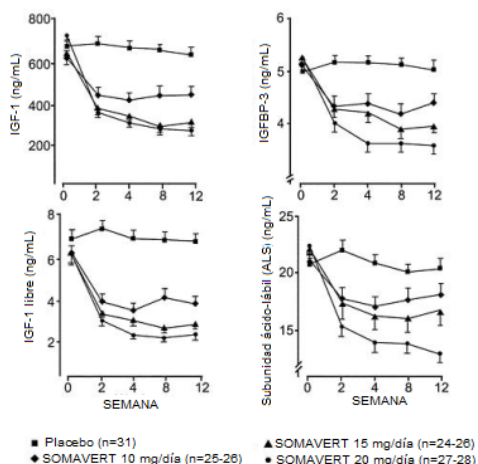 IGF-1 (ng/mL)
800
600
400
200
0 2 4 8 12
IGFBP-3 (ng/mL)
6
5
4
0 2 4 8 12
IGF-1 libre (ng/mL)
8
6
4
2
0 2 4 8 12
SEMANA
Subunidad ácido-lábil (ALS) (ng/mL)
25
20
15
0 2 4 8 12
SEMANA
Placebo (n=31)
SOMAVERT 10 mg/día (n=25-26)
SOMAVERT 15 mg/día (n=24-26)
SOMAVERT 20 mg/día (n=27-28)